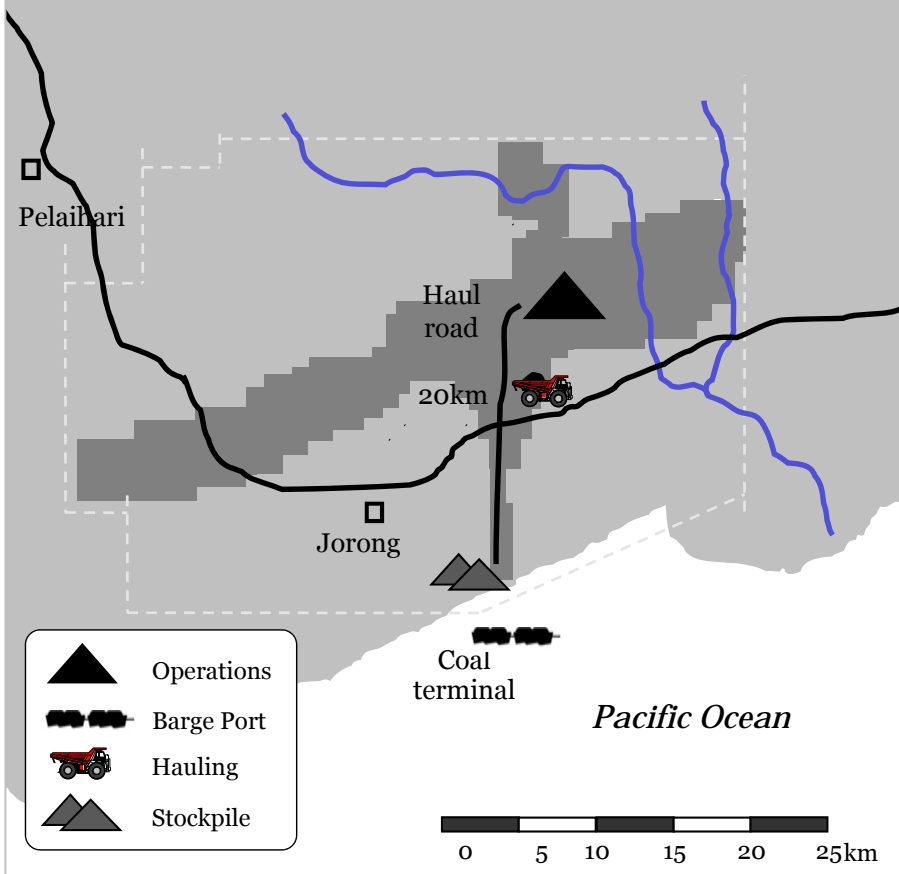 Pelaihari
Haul
road
20km
Jorong
Coal
terminal
Pacific Ocean
Operations
Barge Port
Hauling
Stockpile
0 5 10 15 20 25km